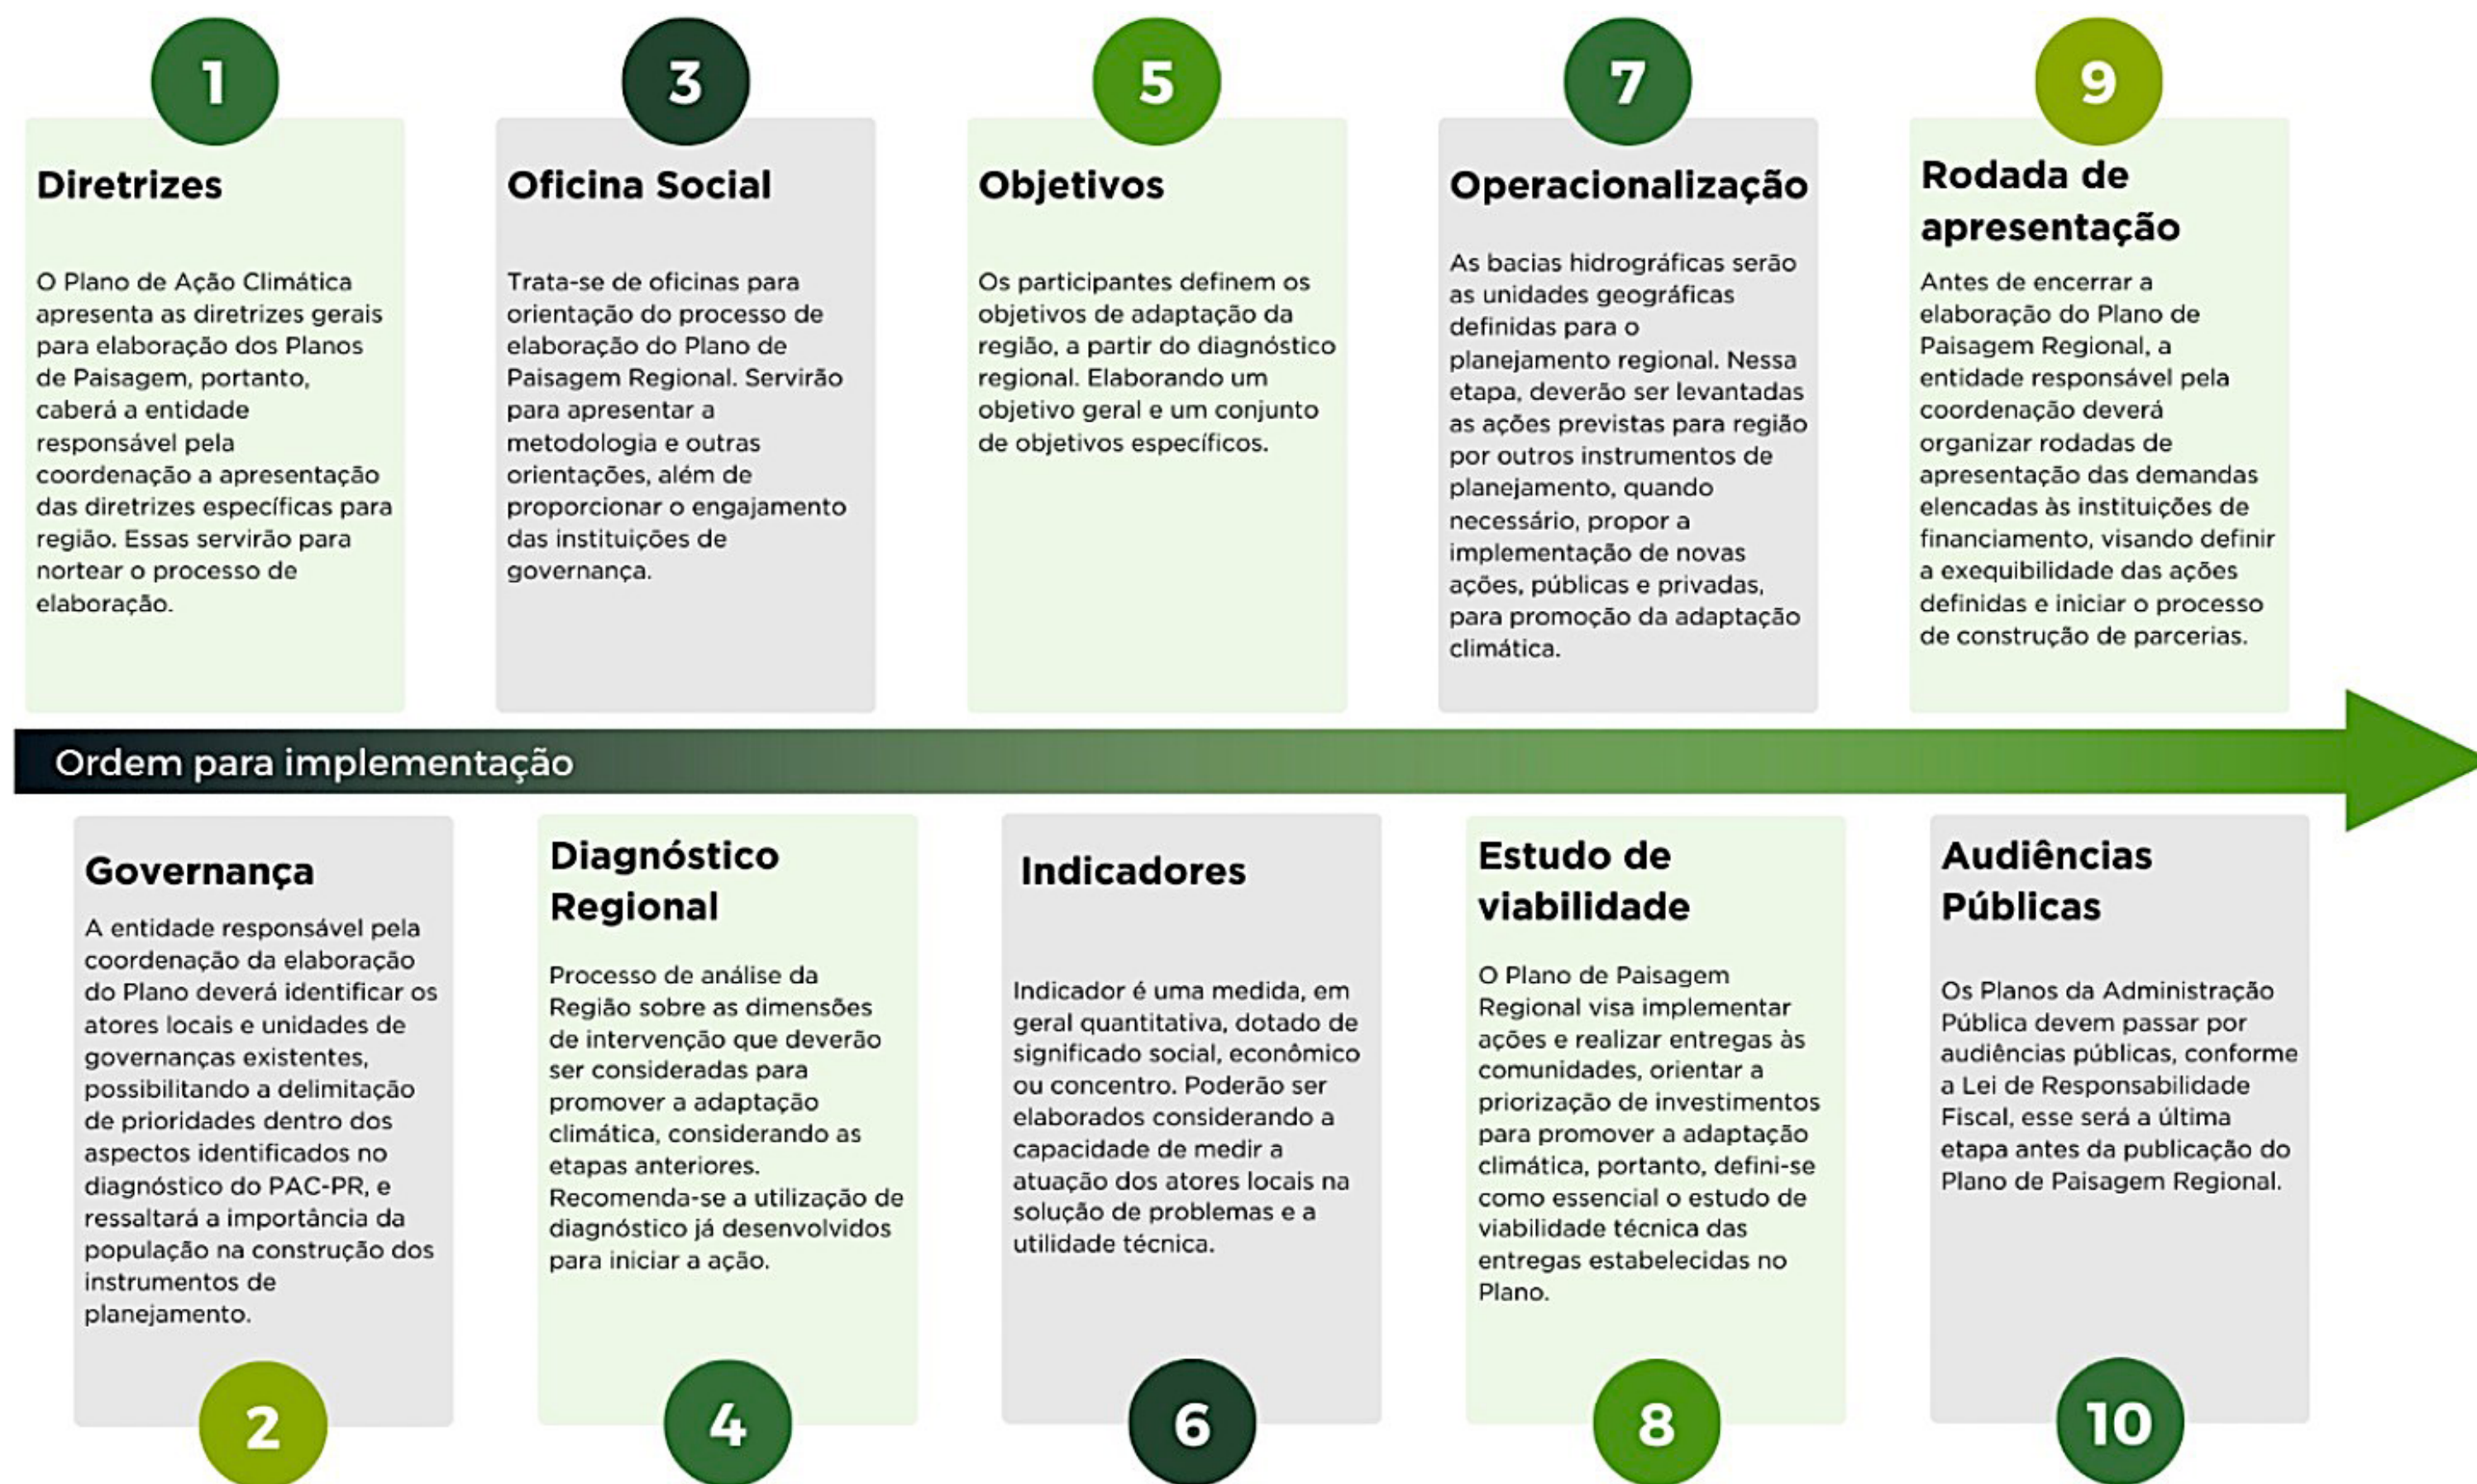 1
Diretrizes
O Plano de Ação Climática
apresenta as diretrizes gerais
para elaboração dos Planos
de Paisagem, portanto,
caberá a entidade
responsável pela
coordenação a apresentação
das diretrizes específicas para
região. Essas servirão para
nortear o processo de
elaboração.
3
Oficina Social
Trata-se de oficinas para
orientação do processo de
elaboração do Plano de
Paisagem Regional. Servirão
para apresentar a
metodologia e outras
orientações, além de
proporcionar o engajamento
das instituições de
governança.
5
Objetivos
Os participantes definem os
objetivos de adaptação da
região, a partir do diagnóstico
regional. Elaborando um
objetivo geral e um conjunto
de objetivos específicos.
7
Operacionalização
As bacias hidrográficas serão
as unidades geográficas
definidas para o
planejamento regional. Nessa
etapa, deverão ser levantadas
as ações previstas para região
por outros instrumentos de
planejamento, quando
necessário, propor a
implementação de novas
ações, públicas e privadas,
para promoção da adaptação
climática.
9
Rodada de
apresentação
Antes de encerrar a
elaboração do Plano de
Paisagem Regional, a
entidade responsável pela
coordenação deverá
organizar rodadas de
apresentação das demandas
elencadas às instituições de
financiamento, visando definir
a exequibilidade das ações
definidas e iniciar o processo
de construção de parcerias.
Ordem para implementação
Governança
A entidade responsável pela
coordenação da elaboração
do Plano deverá identificar os
atores locais e unidades de
governanças existentes,
possibilitando a delimitação
de prioridades dentro dos
aspectos identificados no
diagnóstico do PAC-PR, e
ressaltará a importância da
população na construção dos
instrumentos de
planejamento.
2
Diagnóstico
Regional
Processo de análise da
Região sobre as dimensões
de intervenção que deverão
ser consideradas para
promover a adaptação
climática, considerando as
etapas anteriores.
Recomenda-se a utilização de
diagnóstico já desenvolvidos
para iniciar a ação.
4
Indicadores
Indicador é uma medida, em
geral quantitativa, dotado de
significado social, econômico
ou concentro. Poderão ser
elaborados considerando a
capacidade de medir a
atuação dos atores locais na
solução de problemas e a
utilidade técnica.
6
Estudo de
viabilidade
O Plano de Paisagem
Regional visa implementar
ações e realizar entregas às
comunidades, orientar a
priorização de investimentos
para promover a adaptação
climática, portanto, defini-se
como essencial o estudo de
viabilidade técnica das
entregas estabelecidas no
Plano.
8
Audiências
Públicas
Os Planos da Administração
Pública devem passar por
audiências públicas, conforme
a Lei de Responsabilidade
Fiscal, esse será a última
etapa antes da publicação do
Plano de Paisagem Regional.
10